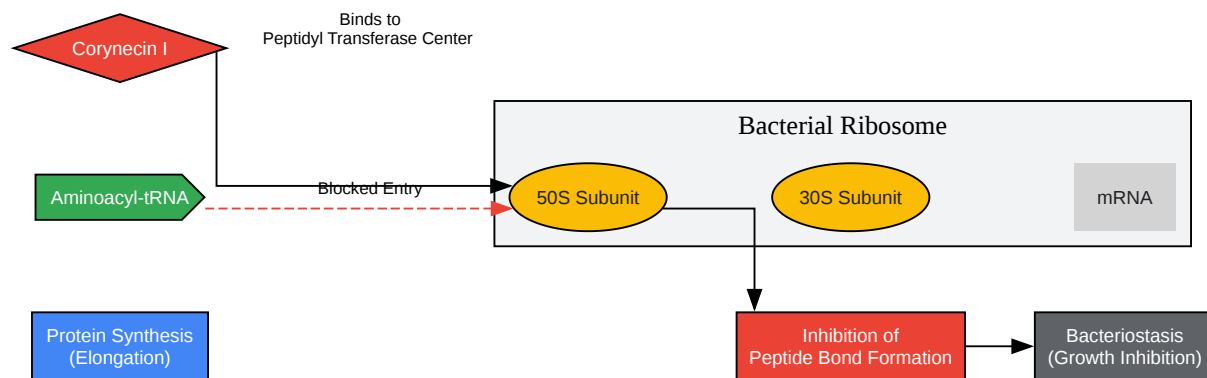 Corynecin I
Binds to
Peptidyl Transferase Center
Bacterial Ribosome
Aminoacyl-tRNA
Blocked Entry
50S Subunit
30S Subunit
mRNA
Protein Synthesis
(Elongation)
Inhibition of
Peptide Bond Formation
Bacteriostasis
(Growth Inhibition)